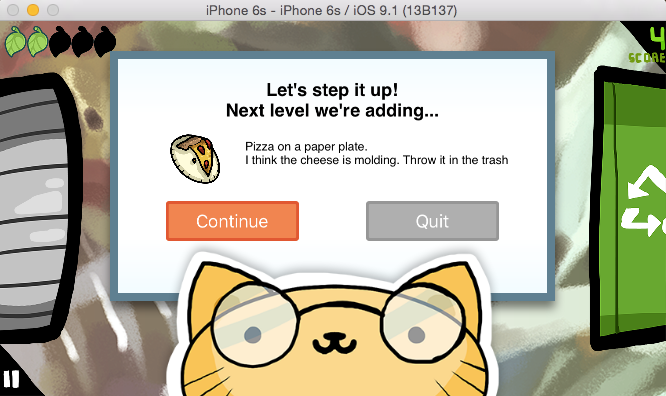 iPhone 6s - iPhone 6s / iOS 9.1 (13B137)
4
SCORE
Let's step it up!
Next level we're adding...
Pizza on a paper plate.
I think the cheese is molding. Throw it in the trash
Continue
Quit